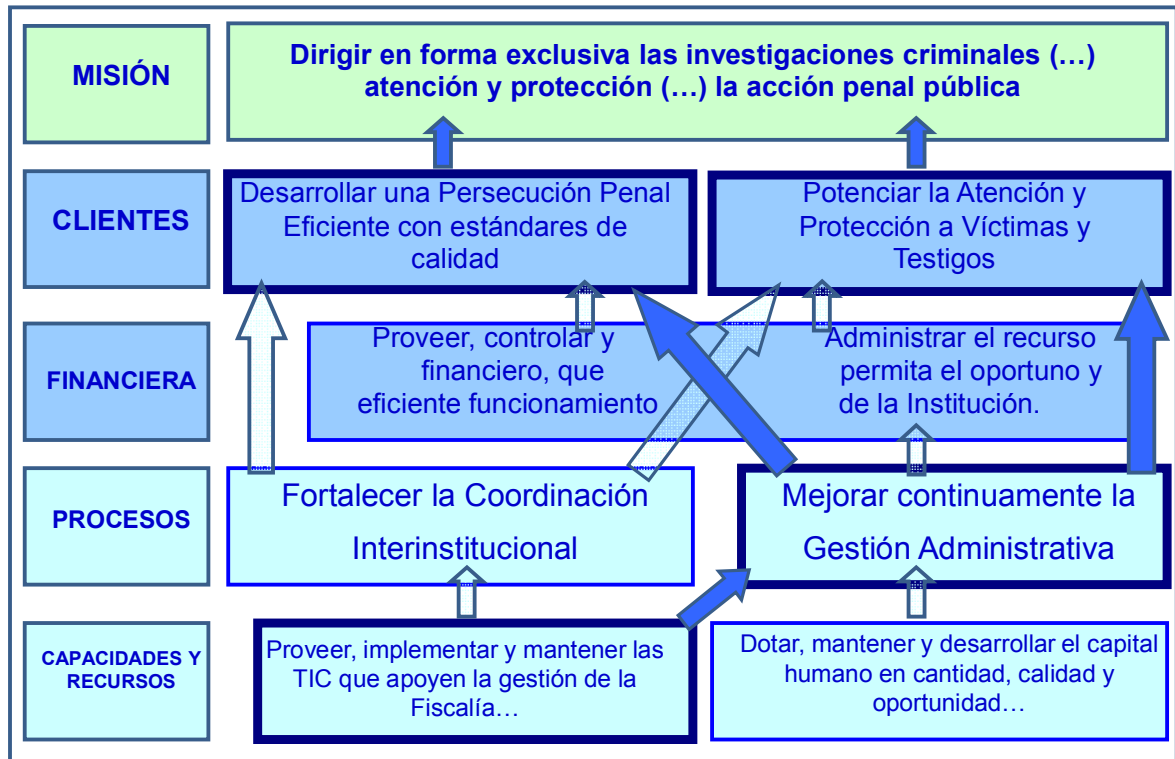 MISIÓN
Dirigir en forma exclusiva las investigaciones criminales (…)
atención y protección (…) la acción penal pública
CLIENTES
Desarrollar una Persecución Penal
Eficiente con estándares de
calidad
Potenciar la Atención y
Protección a Víctimas y
Testigos
FINANCIERA
Proveer, controlar y
financiero, que
eficiente funcionamiento
Administrar el recurso
permita el oportuno y
de la Institución.
PROCESOS
Fortalecer la Coordinación
Interinstitucional
Mejorar continuamente la
Gestión Administrativa
CAPACIDADES Y
RECURSOS
Proveer, implementar y mantener las
TIC que apoyen la gestión de la
Fiscalía…
Dotar, mantener y desarrollar el capital
humano en cantidad, calidad y
oportunidad…